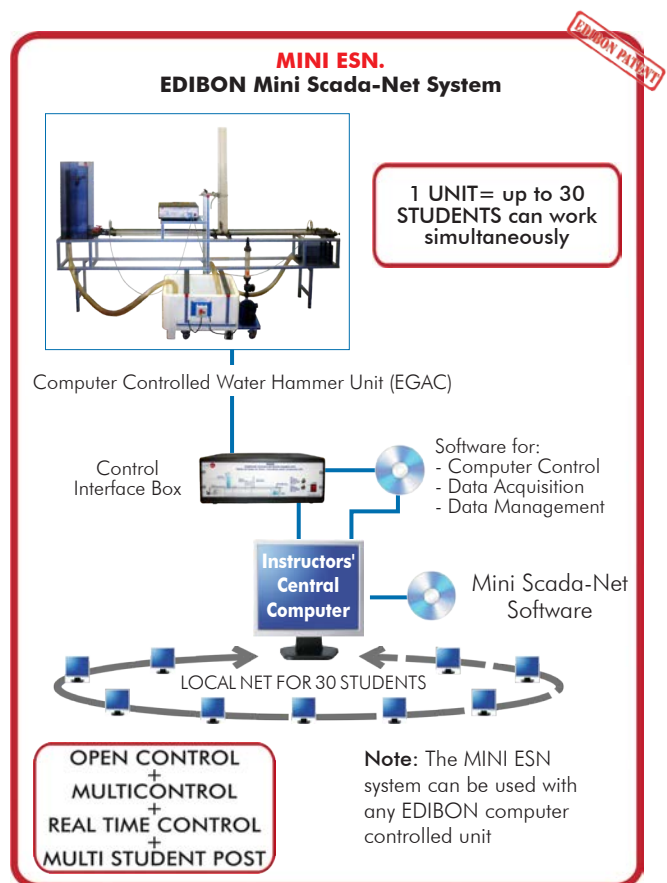 EDIBON PATENT
MINI ESN.
EDIBON Mini Scada-Net System
1 UNIT= up to 30
STUDENTS can work
simultaneously
Computer Controlled Water Hammer Unit (EGAC)
Control
Interface Box
Software for:
- Computer Control
- Data Acquisition
- Data Management
Instructors'
Central
Computer
Mini Scada-Net
Software
LOCAL NET FOR 30 STUDENTS
OPEN CONTROL
+
MULTICONTROL
+
REAL TIME CONTROL
+
MULTI STUDENT POST
Note: The MINI ESN
system can be used with
any EDIBON computer
controlled unit